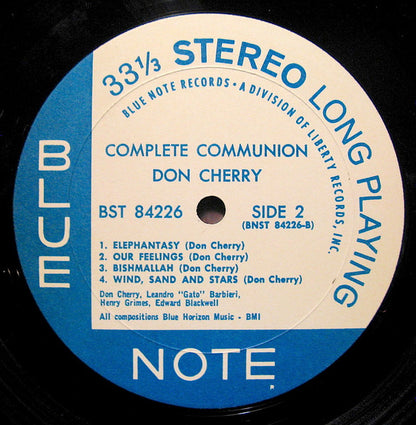 33 1/3 STEREO LONG PLAYING
BLUE NOTE RECORDS • A DIVISION OF LIBERTY RECORDS, INC.
COMPLETE COMMUNION
DON CHERRY
BST 84226 SIDE 2
(BNST 84226-B)
1. ELEPHANTASY (Don Cherry)
2. OUR FEELINGS (Don Cherry)
3. BISHMALLAH (Don Cherry)
4. WIND, SAND AND STARS (Don Cherry)
Don Cherry, Leandro "Gato" Barbieri,
Henry Grimes, Edward Blackwell
All compositions Blue Horizon Music - BMI
BLUE
NOTE